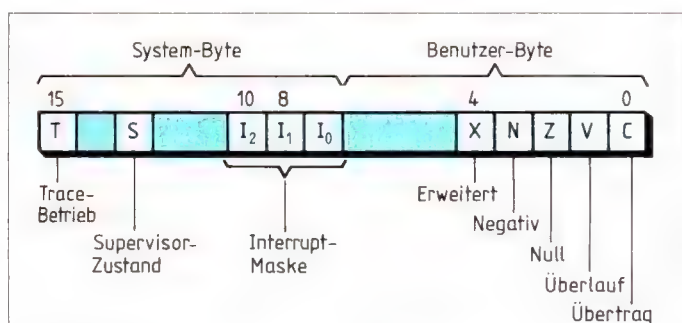 System-Byte Benutzer-Byte
15 10 8 4 0
T S I₂ I₁ I₀ X N Z V C
Trace-
Betrieb
Supervisor-
Zustand
Interrupt-
Maske
Erweitert
Negativ
Null
Überlauf
Übertrag